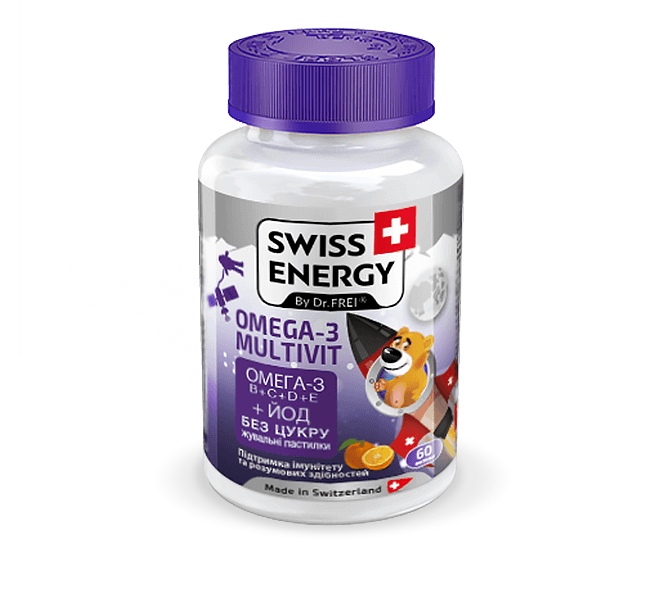 SWISS
ENERGY
By Dr.FREI®
OMEGA-3
MULTIVIT
ОМЕГА-3
B+C+D+E
+ ЙОД
БЕЗ ЦУКРУ
жувальні пастилки
Підтримка імунітету
та розумових здібностей
60
Made in Switzerland